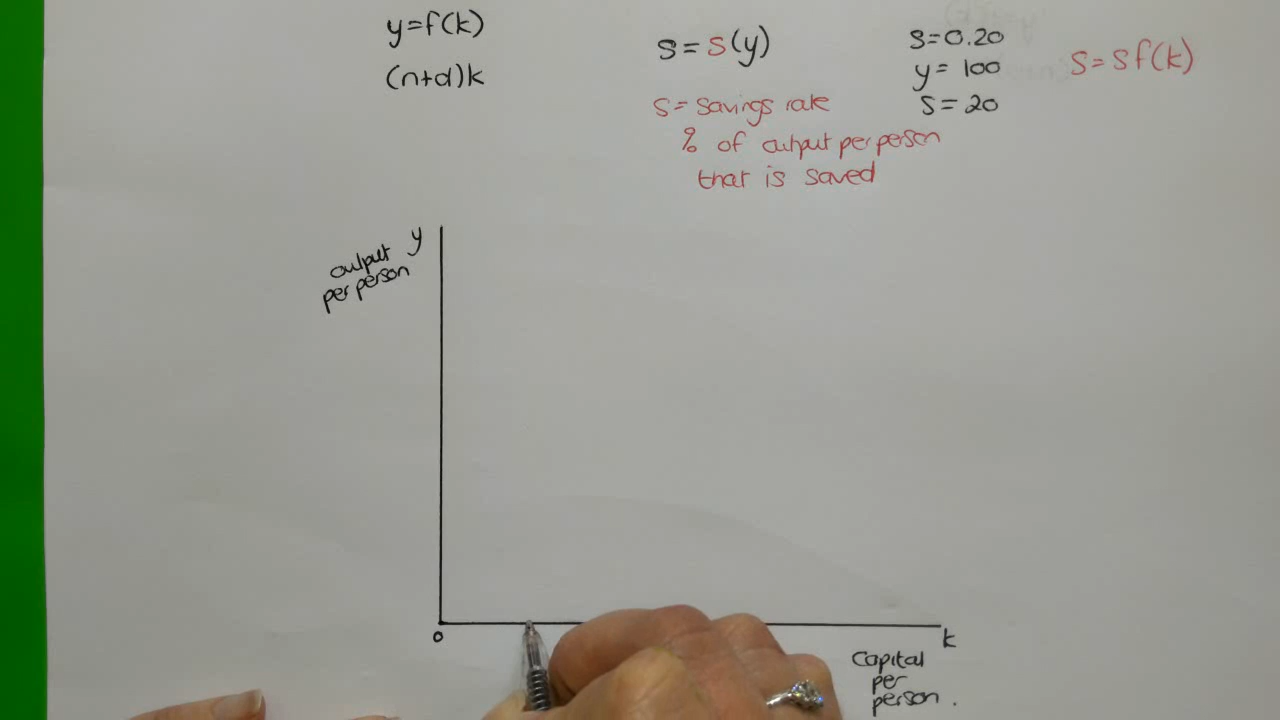 y=f(k)
(n+d)k
S = S(y)
S = Savings rate
% of output per person
that is saved
S=0.20
y= 100
S = 20
S = S f(k)
y
output
per person
0
k
Capital
per
person.